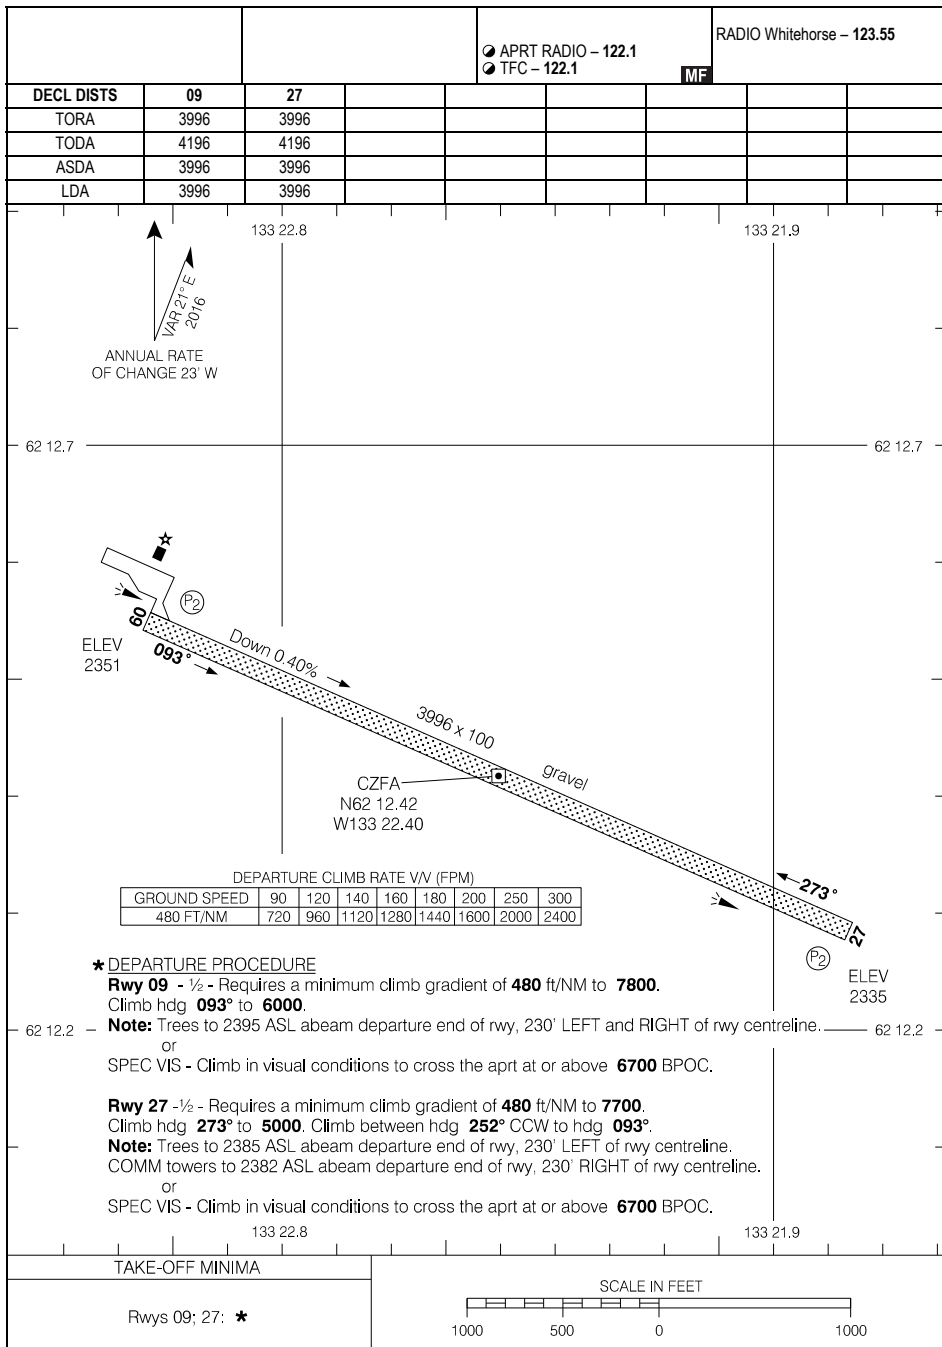 APRT RADIO – 122.1
TFC – 122.1
MF
RADIO Whitehorse – 123.55
DECL DISTS 09 27
TORA 3996 3996
TODA 4196 4196
ASDA 3996 3996
LDA 3996 3996
133 22.8 133 21.9
VAR 21° E
2016
ANNUAL RATE
OF CHANGE 23' W
62 12.7 62 12.7
P2
09
ELEV
2351
093°
Down 0.40%
3996 x 100
gravel
CZFA
N62 12.42
W133 22.40
273°
27
P2
ELEV
2335
DEPARTURE CLIMB RATE V/V (FPM)
GROUND SPEED 90 120 140 160 180 200 250 300
480 FT/NM 720 960 1120 1280 1440 1600 2000 2400
* DEPARTURE PROCEDURE
Rwy 09 - ½ - Requires a minimum climb gradient of 480 ft/NM to 7800.
Climb hdg 093° to 6000.
62 12.2 Note: Trees to 2395 ASL abeam departure end of rwy, 230' LEFT and RIGHT of rwy centreline. 62 12.2
or
SPEC VIS - Climb in visual conditions to cross the aprt at or above 6700 BPOC.
Rwy 27 -½ - Requires a minimum climb gradient of 480 ft/NM to 7700.
Climb hdg 273° to 5000. Climb between hdg 252° CCW to hdg 093°.
Note: Trees to 2385 ASL abeam departure end of rwy, 230' LEFT of rwy centreline.
COMM towers to 2382 ASL abeam departure end of rwy, 230' RIGHT of rwy centreline.
or
SPEC VIS - Climb in visual conditions to cross the aprt at or above 6700 BPOC.
133 22.8 133 21.9
TAKE-OFF MINIMA
Rwys 09; 27: *
SCALE IN FEET
1000 500 0 1000